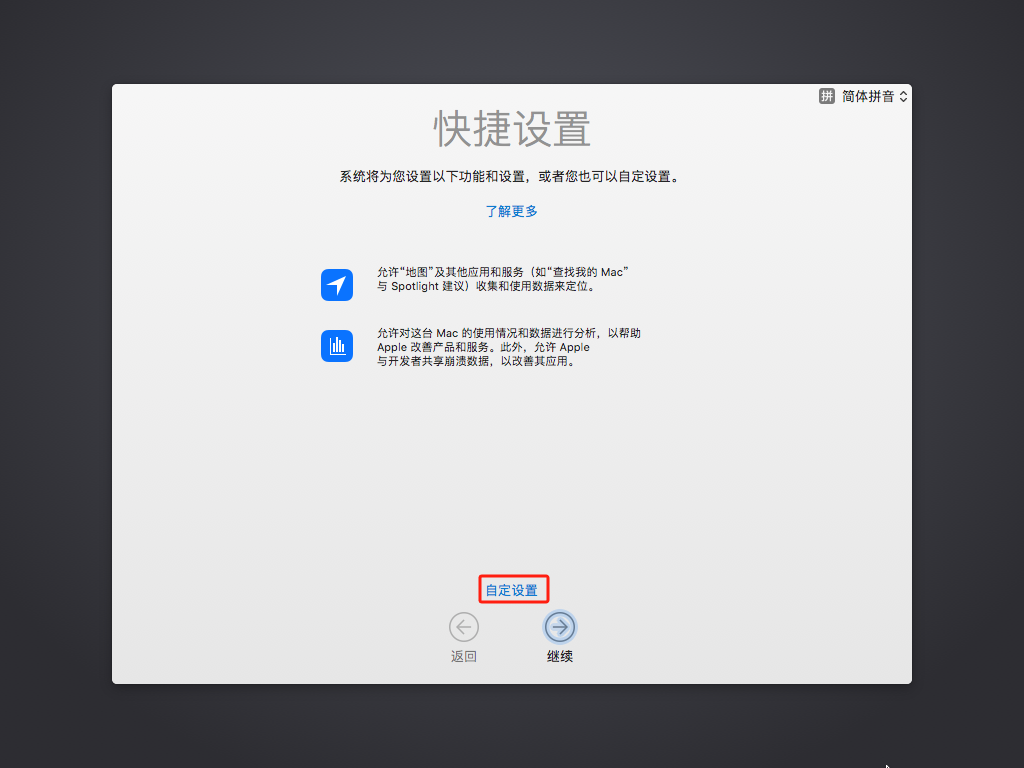 拼 简体拼音
快捷设置
系统将为您设置以下功能和设置，或者您也可以自定设置。
了解更多
允许“地图”及其他应用和服务（如“查找我的 Mac”
与 Spotlight 建议）收集和使用数据来定位。
允许对这台 Mac 的使用情况和数据进行分析，以帮助
Apple 改善产品和服务。此外，允许 Apple
与开发者共享崩溃数据，以改善其应用。
自定设置
返回 继续